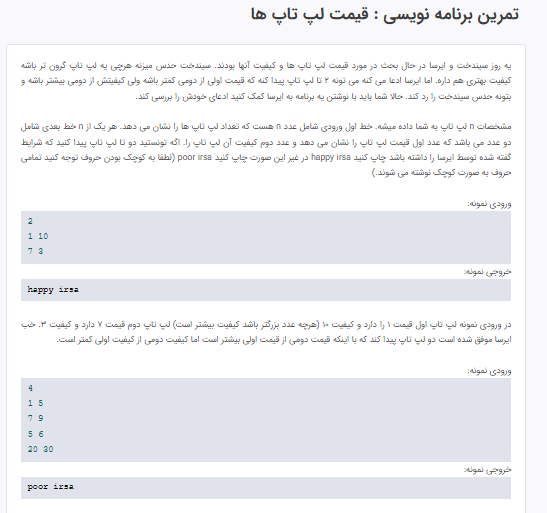 تمرین برنامه نویسی : قیمت لپ تاپ ها
یه روز سیندخت و ایرسا در حال بحث در مورد قیمت لپ تاپ ها و کیفیت آنها بودند. سیندخت حدس میزنه هرچی یه لپ تاپ گرون تر باشه
کیفیت بهتری هم داره. اما ایرسا ادعا می کنه می تونه ۲ تا لپ تاپ پیدا کنه که قیمت اولی از دومی کمتر باشه ولی کیفیتش از دومی بیشتر باشه و
بتونه حدس سیندخت را رد کند. حالا شما باید با نوشتن یه برنامه به ایرسا کمک کنید ادعای خودش را بررسی کند.
مشخصات n لپ تاپ به شما داده میشه. خط اول ورودی شامل عدد n هست که تعداد لپ تاپ ها را نشان می دهد. هر یک از n خط بعدی شامل
دو عدد می باشد که عدد اول قیمت لپ تاپ را نشان می دهد و عدد دوم کیفیت آن لپ تاپ را. اگه تونستید دو تا لپ تاپ پیدا کنید که شرایط
گفته شده توسط ایرسا را داشته باشد چاپ کنید happy irsa در غیر این صورت چاپ کنید poor irsa (لطفا به کوچک بودن حروف توجه کنید تمامی
حروف به صورت کوچک نوشته می شوند.)
ورودی نمونه:
2
1 10
7 3
خروجی نمونه:
happy irsa
در ورودی نمونه لپ تاپ اول قیمت ۱ را دارد و کیفیت ۱۰ (هرچه عدد بزرگتر باشد کیفیت بیشتر است) لپ تاپ دوم قیمت ۷ دارد و کیفیت ۳. خب
ایرسا موفق شده است دو لپ تاپ پیدا کند که با اینکه قیمت دومی از قیمت اولی بیشتر است اما کیفیت دومی از کیفیت اولی کمتر است.
ورودی نمونه:
4
1 5
7 9
5 6
20 30
خروجی نمونه:
poor irsa